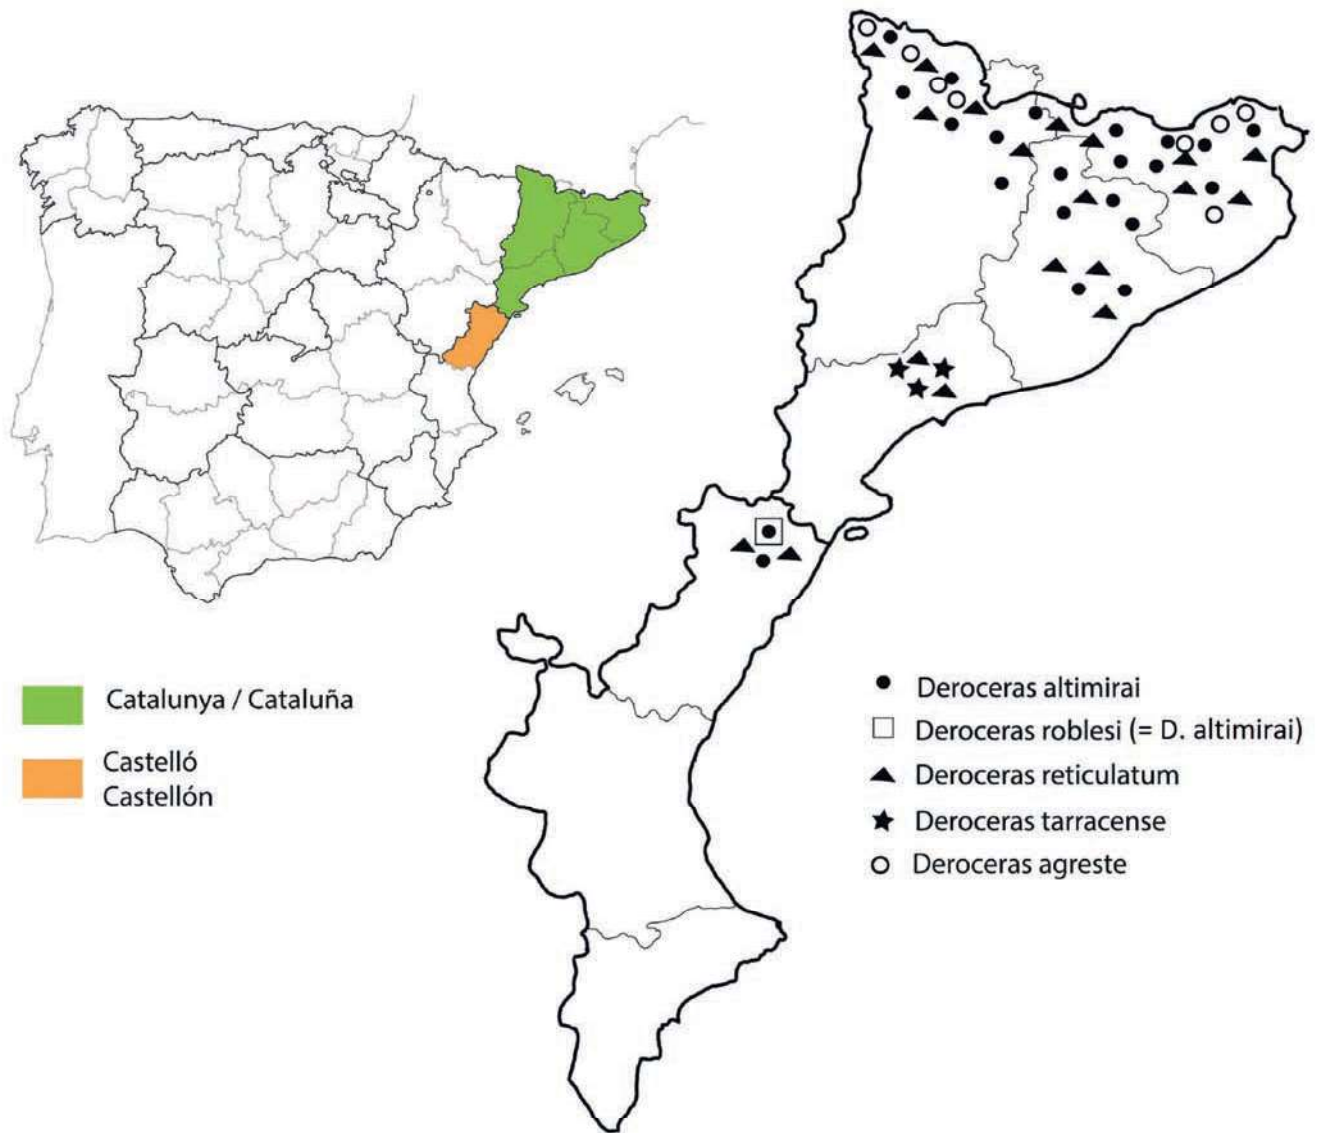 Catalunya / Cataluña
Castelló
Castellón
Deroceras altimirai
Deroceras roblesi (= D. altimirai)
Deroceras reticulatum
Deroceras tarracense
Deroceras agreste